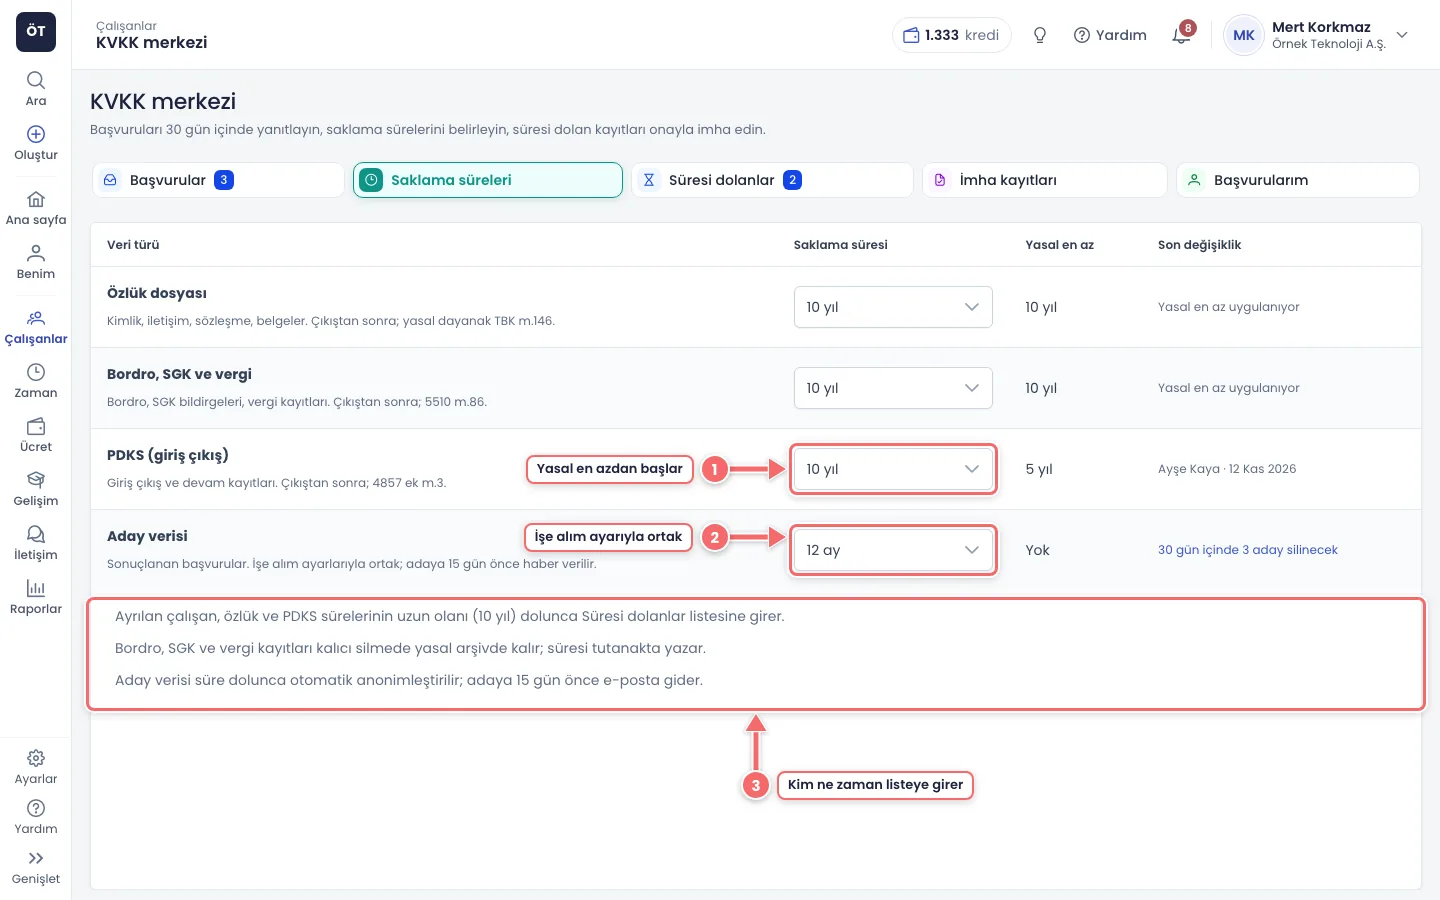 ÖT
Ara
Oluştur
Ana sayfa
Benim
Çalışanlar
Zaman
Ücret
Gelişim
İletişim
Raporlar
Ayarlar
Yardım
Genişlet
Çalışanlar
KVKK merkezi
1.333 kredi
Yardım
8
MK
Mert Korkmaz
Örnek Teknoloji A.Ş.
KVKK merkezi
Başvuruları 30 gün içinde yanıtlayın, saklama sürelerini belirleyin, süresi dolan kayıtları onayla imha edin.
Başvurular 3
Saklama süreleri
Süresi dolanlar 2
İmha kayıtları
Başvurularım
Veri türü Saklama süresi Yasal en az Son değişiklik
Özlük dosyası
Kimlik, iletişim, sözleşme, belgeler. Çıkıştan sonra; yasal dayanak TBK m.146.
10 yıl 10 yıl Yasal en az uygulanıyor
Bordro, SGK ve vergi
Bordro, SGK bildirgeleri, vergi kayıtları. Çıkıştan sonra; 5510 m.86.
10 yıl 10 yıl Yasal en az uygulanıyor
PDKS (giriş çıkış)
Giriş çıkış ve devam kayıtları. Çıkıştan sonra; 4857 ek m.3.
Yasal en azdan başlar 1
10 yıl 5 yıl Ayşe Kaya · 12 Kas 2026
Aday verisi
Sonuçlanan başvurular. İşe alım ayarlarıyla ortak; adaya 15 gün önce haber verilir.
İşe alım ayarıyla ortak 2
12 ay Yok 30 gün içinde 3 aday silinecek
Ayrılan çalışan, özlük ve PDKS sürelerinin uzun olanı (10 yıl) dolunca Süresi dolanlar listesine girer.
Bordro, SGK ve vergi kayıtları kalıcı silmede yasal arşivde kalır; süresi tutanakta yazar.
Aday verisi süre dolunca otomatik anonimleştirilir; adaya 15 gün önce e-posta gider.
3 Kim ne zaman listeye girer